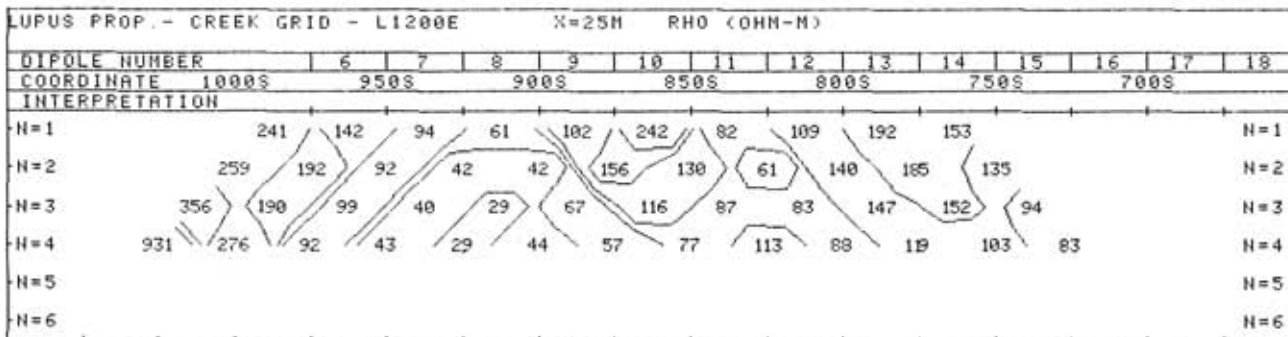 LUPUS PROP.- CREEK GRID - L1200E X=25M RHO (OHM-M)
DIPOLE NUMBER 6 7 8 9 10 11 12 13 14 15 16 17 18
COORDINATE 1000S 950S 900S 850S 800S 750S 700S
INTERPRETATION
N=1 241 142 94 61 102 242 82 109 192 153 N=1
N=2 259 192 92 42 42 156 130 61 140 185 135 N=2
N=3 356 190 99 40 29 67 116 87 83 147 152 94 N=3
N=4 931 276 92 43 29 44 57 77 113 88 119 103 83 N=4
N=5 N=5
N=6 N=6